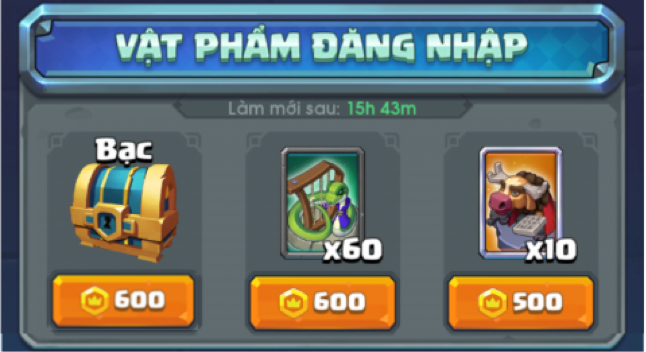 VẬT PHẨM ĐĂNG NHẬP
Làm mới sau: 15h 43m
Bạc
x60
x10
600
600
500